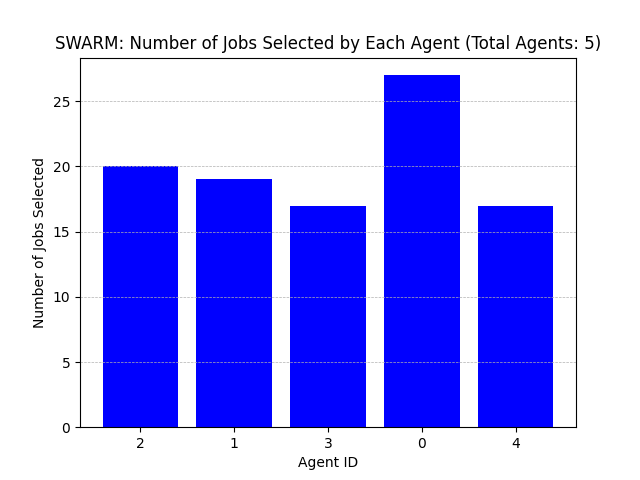 SWARM: Number of Jobs Selected by Each Agent (Total Agents: 5)
Number of Jobs Selected
25
20
15
10
5
0
2 1 3 0 4
Agent ID